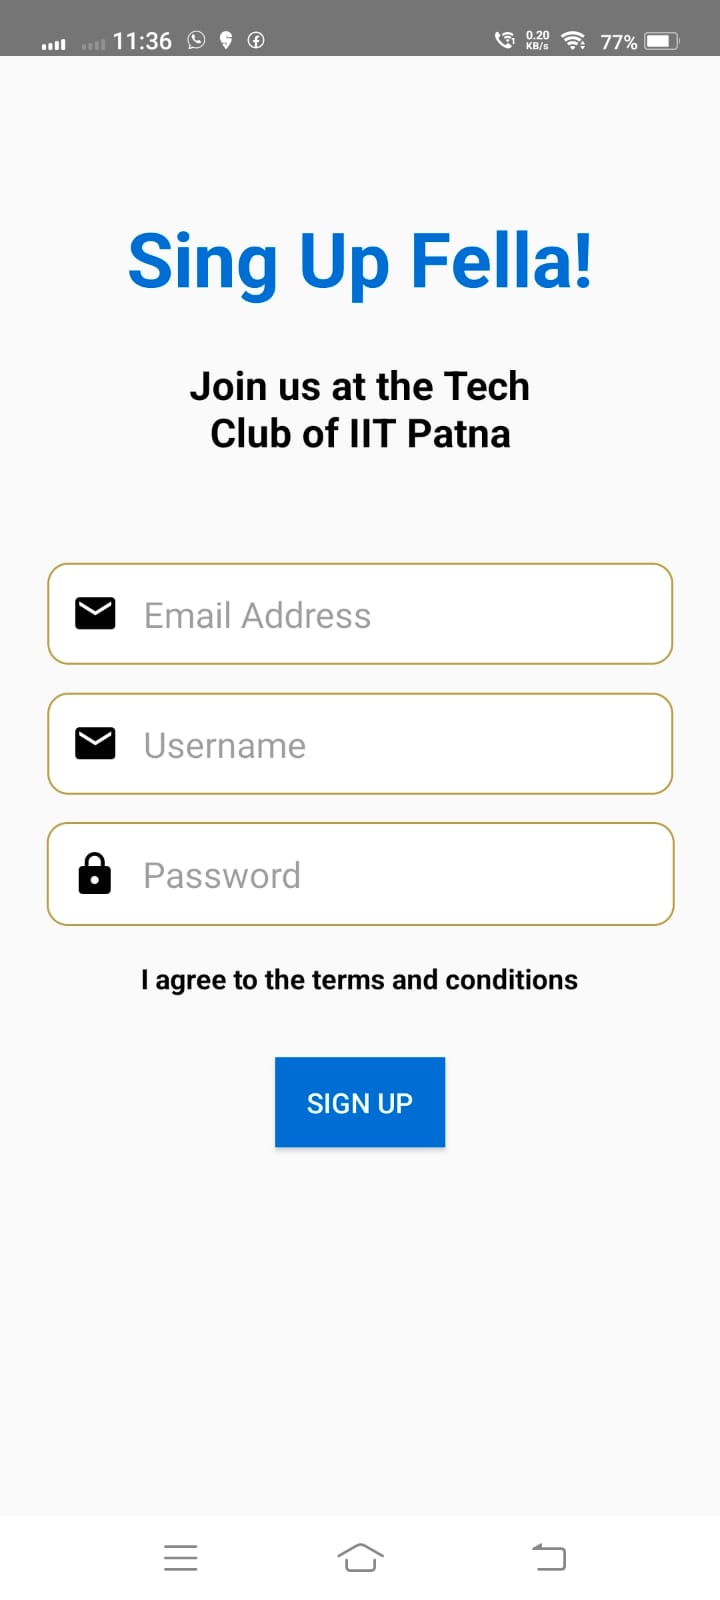 11:36 0.20 KB/s 77%
Sing Up Fella!
Join us at the Tech
Club of IIT Patna
Email Address
Username
Password
I agree to the terms and conditions
SIGN UP